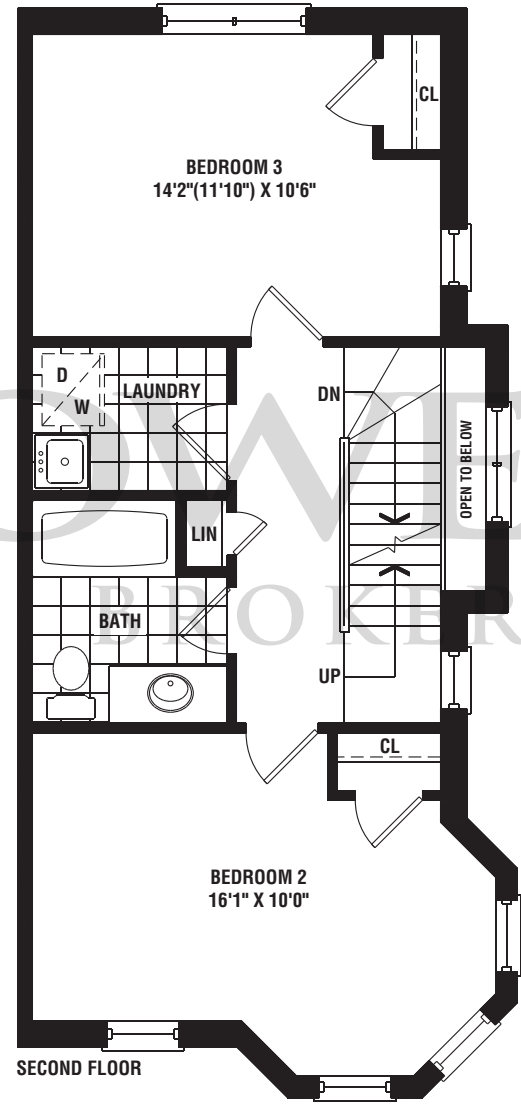 CL
BEDROOM 3
14'2"(11'10") X 10'6"
D
W
LAUNDRY
DN
OPEN TO BELOW
LIN
BATH
UP
CL
BEDROOM 2
16'1" X 10'0"
SECOND FLOOR